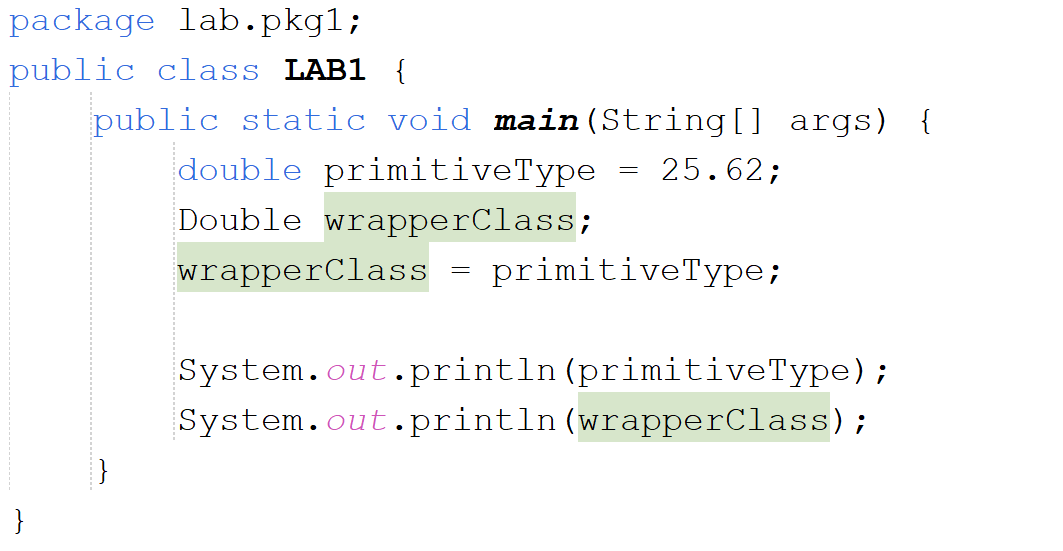 package lab.pkg1;
public class LAB1 {
public static void main(String[] args) {
double primitiveType = 25.62;
Double wrapperClass;
wrapperClass = primitiveType;
System.out.println(primitiveType);
System.out.println(wrapperClass);
}
}